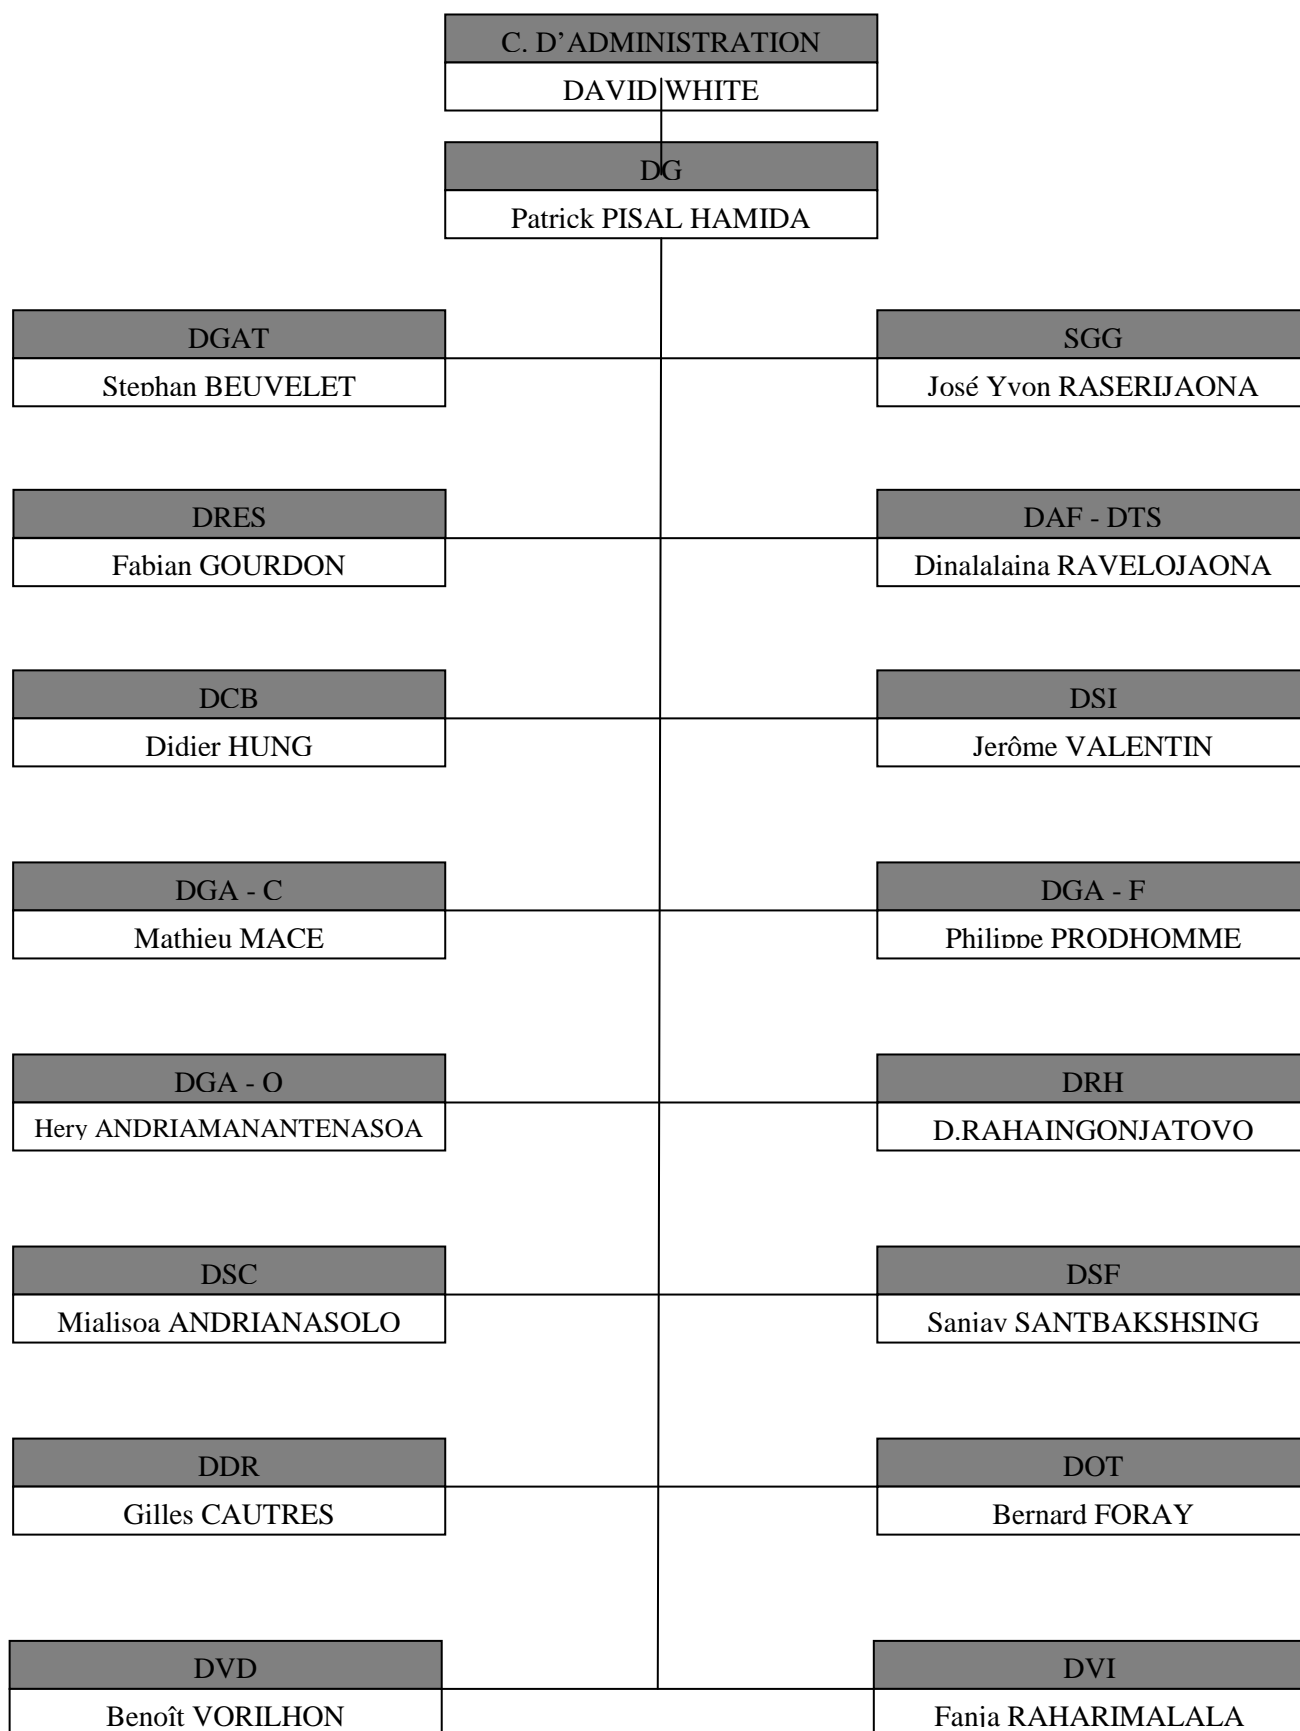 C. D’ADMINISTRATION
DAVID WHITE
DG
Patrick PISAL HAMIDA
DGAT
Stephan BEUVELET
SGG
José Yvon RASERIJAONA
DRES
Fabian GOURDON
DAF - DTS
Dinalalaina RAVELOJAONA
DCB
Didier HUNG
DSI
Jerôme VALENTIN
DGA - C
Mathieu MACE
DGA - F
Philippe PRODHOMME
DGA - O
Hery ANDRIAMANANTENASOA
DRH
D.RAHAINGONJATOVO
DSC
Mialisoa ANDRIANASOLO
DSF
Sanjay SANTBAKSHSING
DDR
Gilles CAUTRES
DOT
Bernard FORAY
DVD
Benoît VORILHON
DVI
Fanja RAHARIMALALA